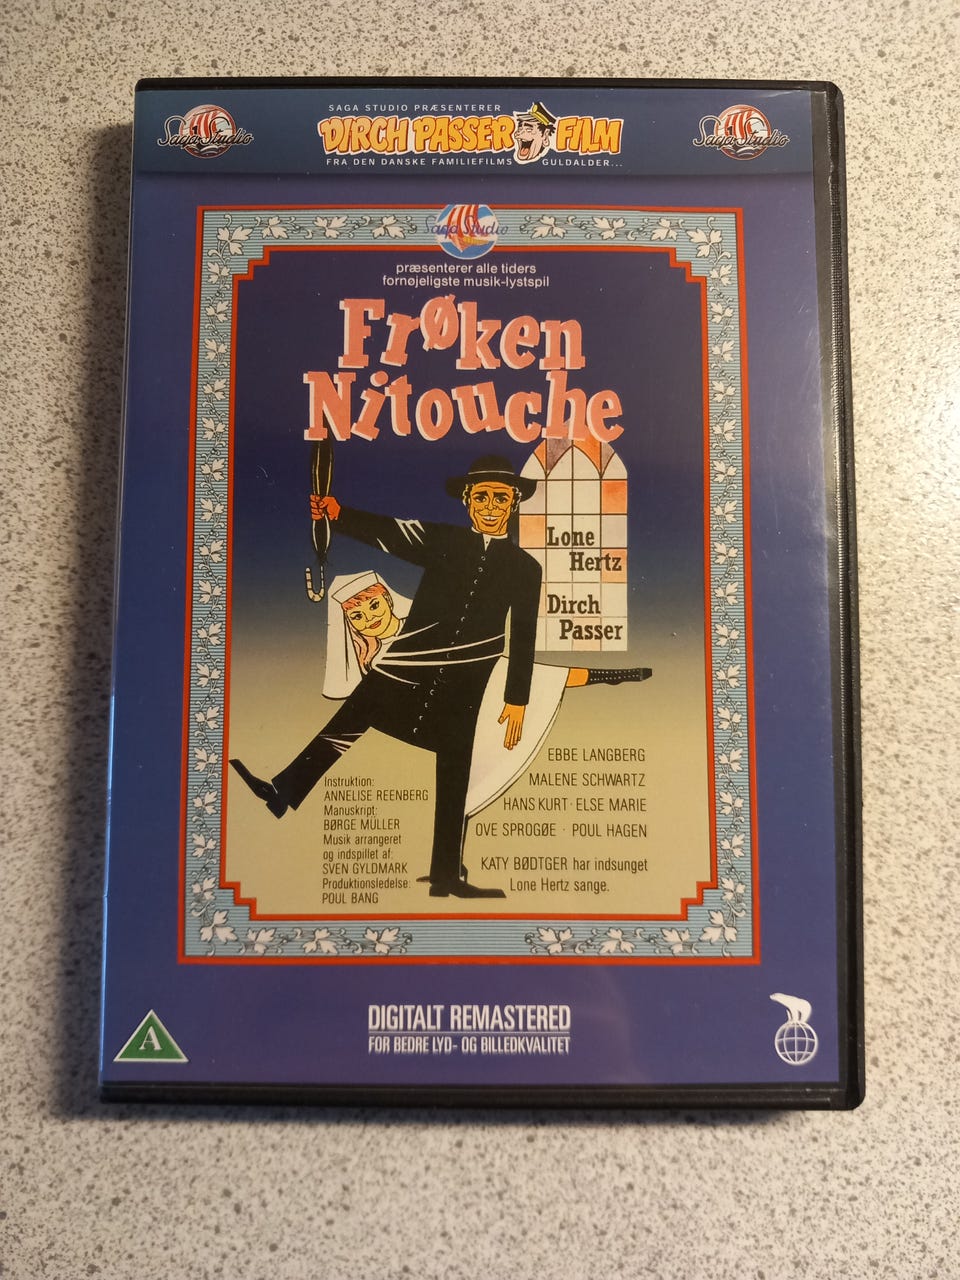 SAGA STUDIO PRÆSENTERER
Saga Studio
DIRCH PASSER FILM
Saga Studio
FRA DEN DANSKE FAMILIEFILMS GULDALDER...
Saga Studio
præsenterer alle tiders
fornøjeligste musik-lystspil
Frøken
Nitouche
Lone
Hertz
Dirch
Passer
Instruktion:
ANNELISE REENBERG
Manuskript:
BØRGE MÜLLER
Musik arrangeret
og indspillet af:
SVEN GYLDMARK
Produktionsledelse:
POUL BANG
EBBE LANGBERG
MALENE SCHWARTZ
HANS KURT · ELSE MARIE
OVE SPROGØE · POUL HAGEN
KATY BØDTGER har indsunget
Lone Hertz sange.
A
DIGITALT REMASTERED
FOR BEDRE LYD- OG BILLEDKVALITET